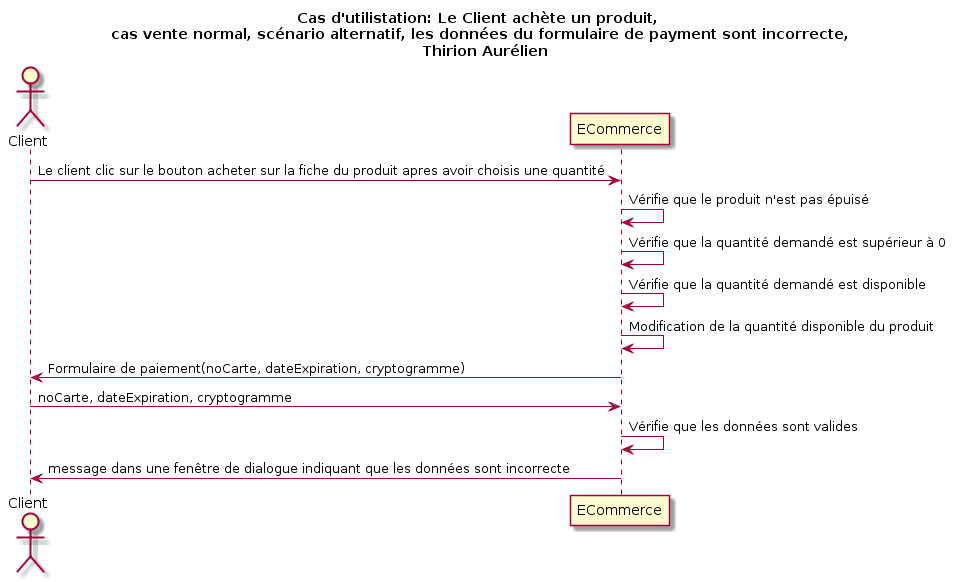 Cas d'utilistation: Le Client achète un produit,
cas vente normal, scénario alternatif, les données du formulaire de payment sont incorrecte,
Thirion Aurélien
Client
ECommerce
Le client clic sur le bouton acheter sur la fiche du produit apres avoir choisis une quantité
Vérifie que le produit n'est pas épuisé
Vérifie que la quantité demandé est supérieur à 0
Vérifie que la quantité demandé est disponible
Modification de la quantité disponible du produit
Formulaire de paiement(noCarte, dateExpiration, cryptogramme)
noCarte, dateExpiration, cryptogramme
Vérifie que les données sont valides
message dans une fenêtre de dialogue indiquant que les données sont incorrecte
Client
ECommerce